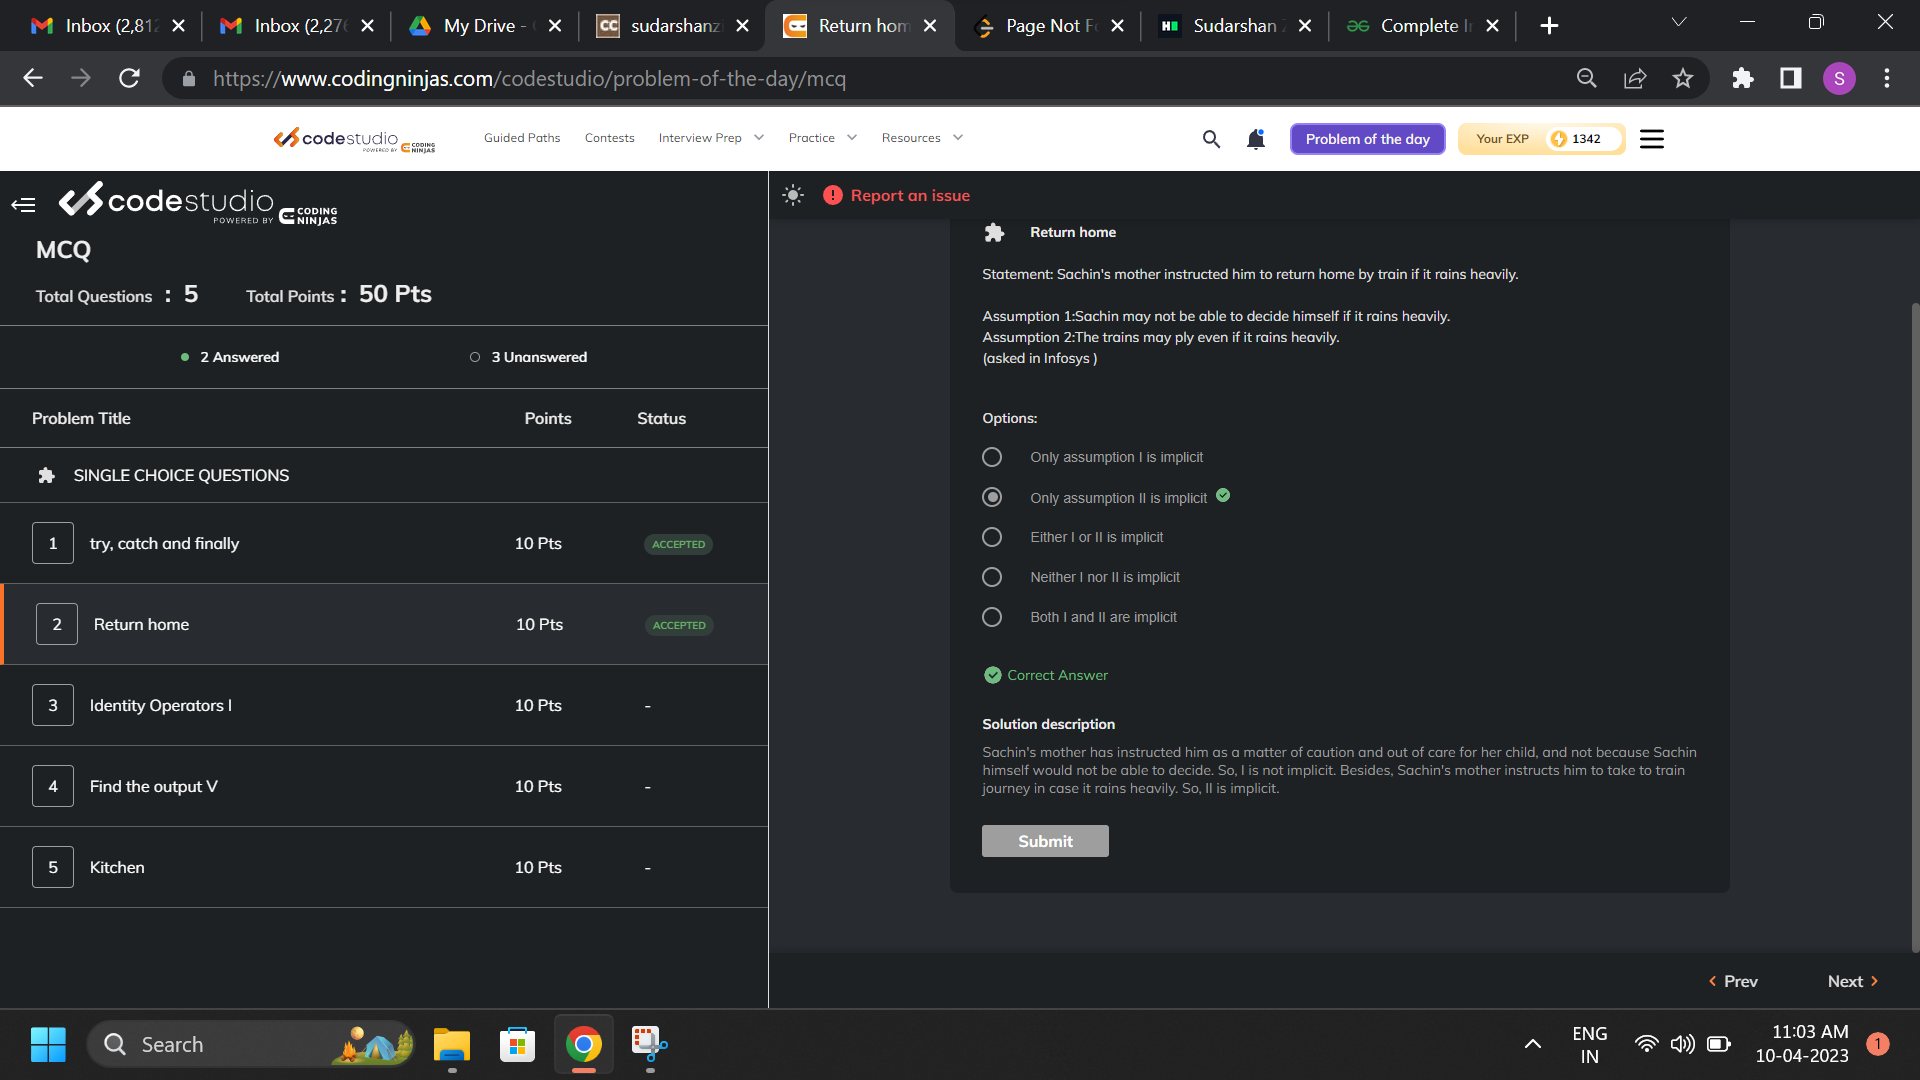 Inbox (2,812
Inbox (2,276
My Drive -
sudarshanz
Return hom
Page Not F
Sudarshan
Complete I
https://www.codingninjas.com/codestudio/problem-of-the-day/mcq
S
codestudio
POWERED BY CODING NINJAS
Guided Paths
Contests
Interview Prep
Practice
Resources
Problem of the day
Your EXP 1342
codestudio
POWERED BY CODING NINJAS
MCQ
Total Questions : 5 Total Points : 50 Pts
2 Answered 3 Unanswered
Problem Title Points Status
SINGLE CHOICE QUESTIONS
1 try, catch and finally 10 Pts ACCEPTED
2 Return home 10 Pts ACCEPTED
3 Identity Operators I 10 Pts -
4 Find the output V 10 Pts -
5 Kitchen 10 Pts -
Report an issue
Return home
Statement: Sachin's mother instructed him to return home by train if it rains heavily.
Assumption 1:Sachin may not be able to decide himself if it rains heavily.
Assumption 2:The trains may ply even if it rains heavily.
(asked in Infosys )
Options:
Only assumption I is implicit
Only assumption II is implicit
Either I or II is implicit
Neither I nor II is implicit
Both I and II are implicit
Correct Answer
Solution description
Sachin's mother has instructed him as a matter of caution and out of care for her child, and not because Sachin
himself would not be able to decide. So, I is not implicit. Besides, Sachin's mother instructs him to take to train
journey in case it rains heavily. So, II is implicit.
Submit
Prev Next
Search
ENG
IN
11:03 AM
10-04-2023
1